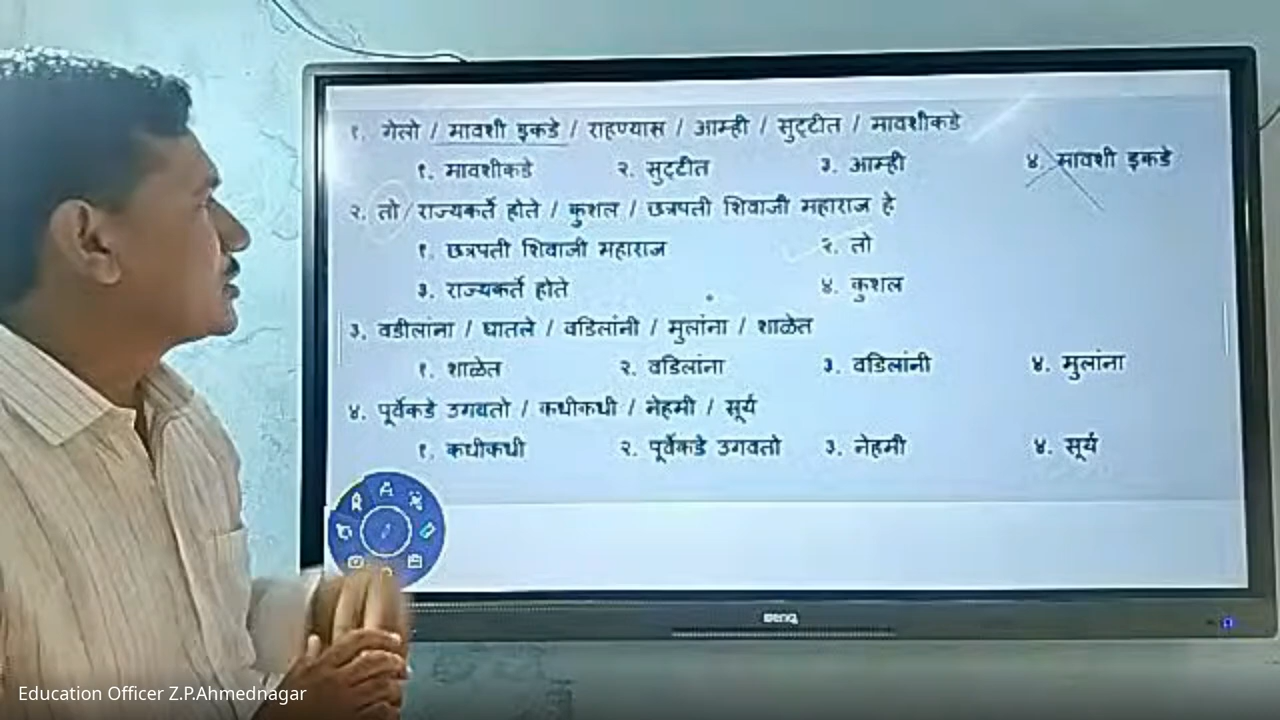 १. गेलो / मावशी इकडे / राहण्यास / आम्ही / सुट्टीत / मावशीकडे
१. मावशीकडे २. सुट्टीत ३. आम्ही ४. मावशी इकडे
२. तो / राज्यकर्ते होते / कुशल / छत्रपती शिवाजी महाराज हे
१. छत्रपती शिवाजी महाराज २. तो
३. राज्यकर्ते होते ४. कुशल
३. वडीलांना / घातले / वडिलांनी / मुलांना / शाळेत
१. शाळेत २. वडिलांना ३. वडिलांनी ४. मुलांना
४. पूर्वेकडे उगवतो / कधीकधी / नेहमी / सूर्य
१. कधीकधी २. पूर्वेकडे उगवतो ३. नेहमी ४. सूर्य
BenQ
Education Officer Z.P.Ahmednagar